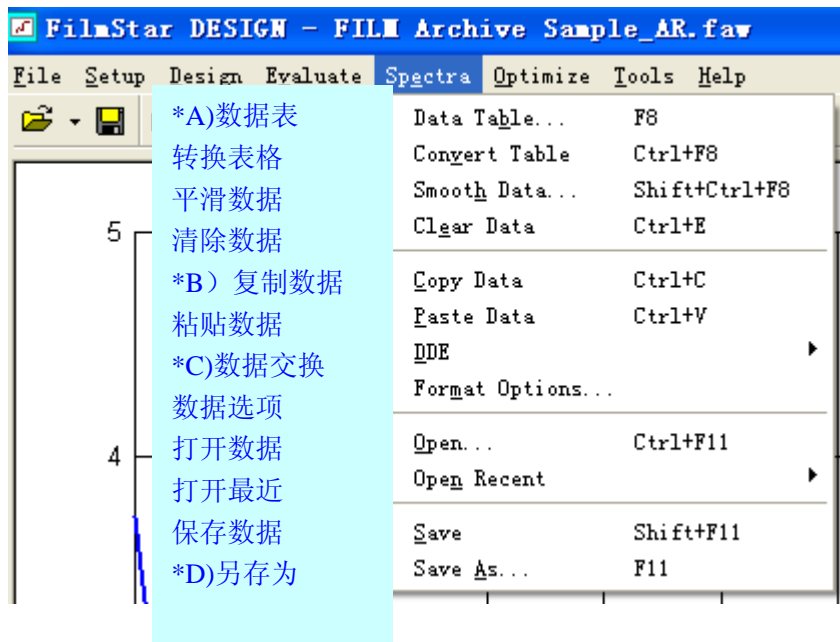 FilmStar DESIGN - FILM Archive Sample_AR.faw
File Setup Design Evaluate Spectra Optimize Tools Help
*A)数据表 Data Table... F8
转换表格 Convert Table Ctrl+F8
平滑数据 Smooth Data... Shift+Ctrl+F8
清除数据 Clear Data Ctrl+E
*B）复制数据 Copy Data Ctrl+C
粘贴数据 Paste Data Ctrl+V
*C)数据交换 DDE
数据选项 Format Options...
打开数据 Open... Ctrl+F11
打开最近 Open Recent
保存数据 Save Shift+F11
*D)另存为 Save As... F11
5
4